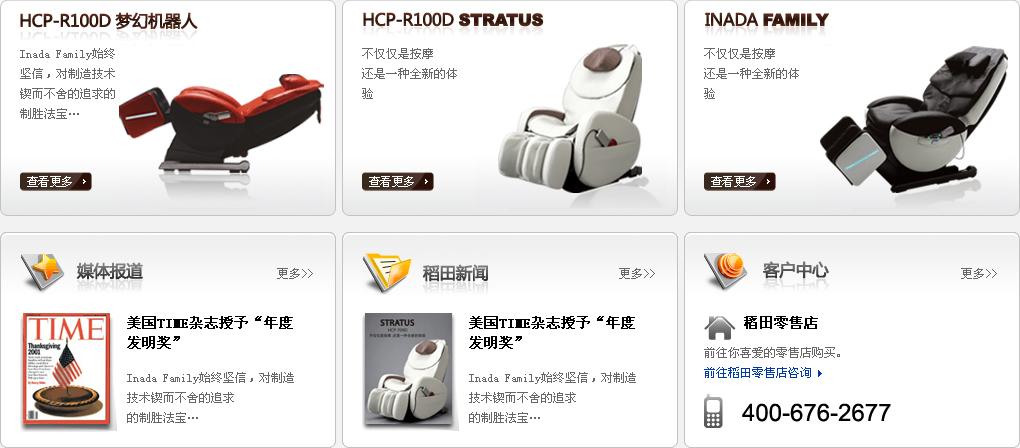 HCP-R100D 梦幻机器人
Inada Family始终
坚信，对制造技术
锲而不舍的追求的
制胜法宝…
查看更多
HCP-R100D STRATUS
不仅仅是按摩
还是一种全新的体
验
查看更多
INADA FAMILY
不仅仅是按摩
还是一种全新的体
验
查看更多
媒体报道
更多>>
TIME
Thanksgiving
2001
美国TIME杂志授予“年度
发明奖”
Inada Family始终坚信，对制造
技术锲而不舍的追求
的制胜法宝…
稻田新闻
更多>>
STRATUS
美国TIME杂志授予“年度
发明奖”
Inada Family始终坚信，对制造
技术锲而不舍的追求
的制胜法宝…
客户中心
更多>>
稻田零售店
前往你喜爱的零售店购买。
前往稻田零售店咨询
400-676-2677